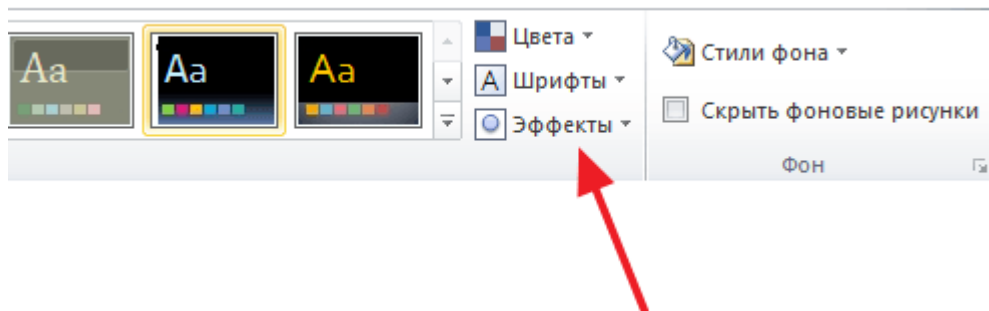 Aa Aa Aa
Цвета
Шрифты
Эффекты
Стили фона
Скрыть фоновые рисунки
Фон